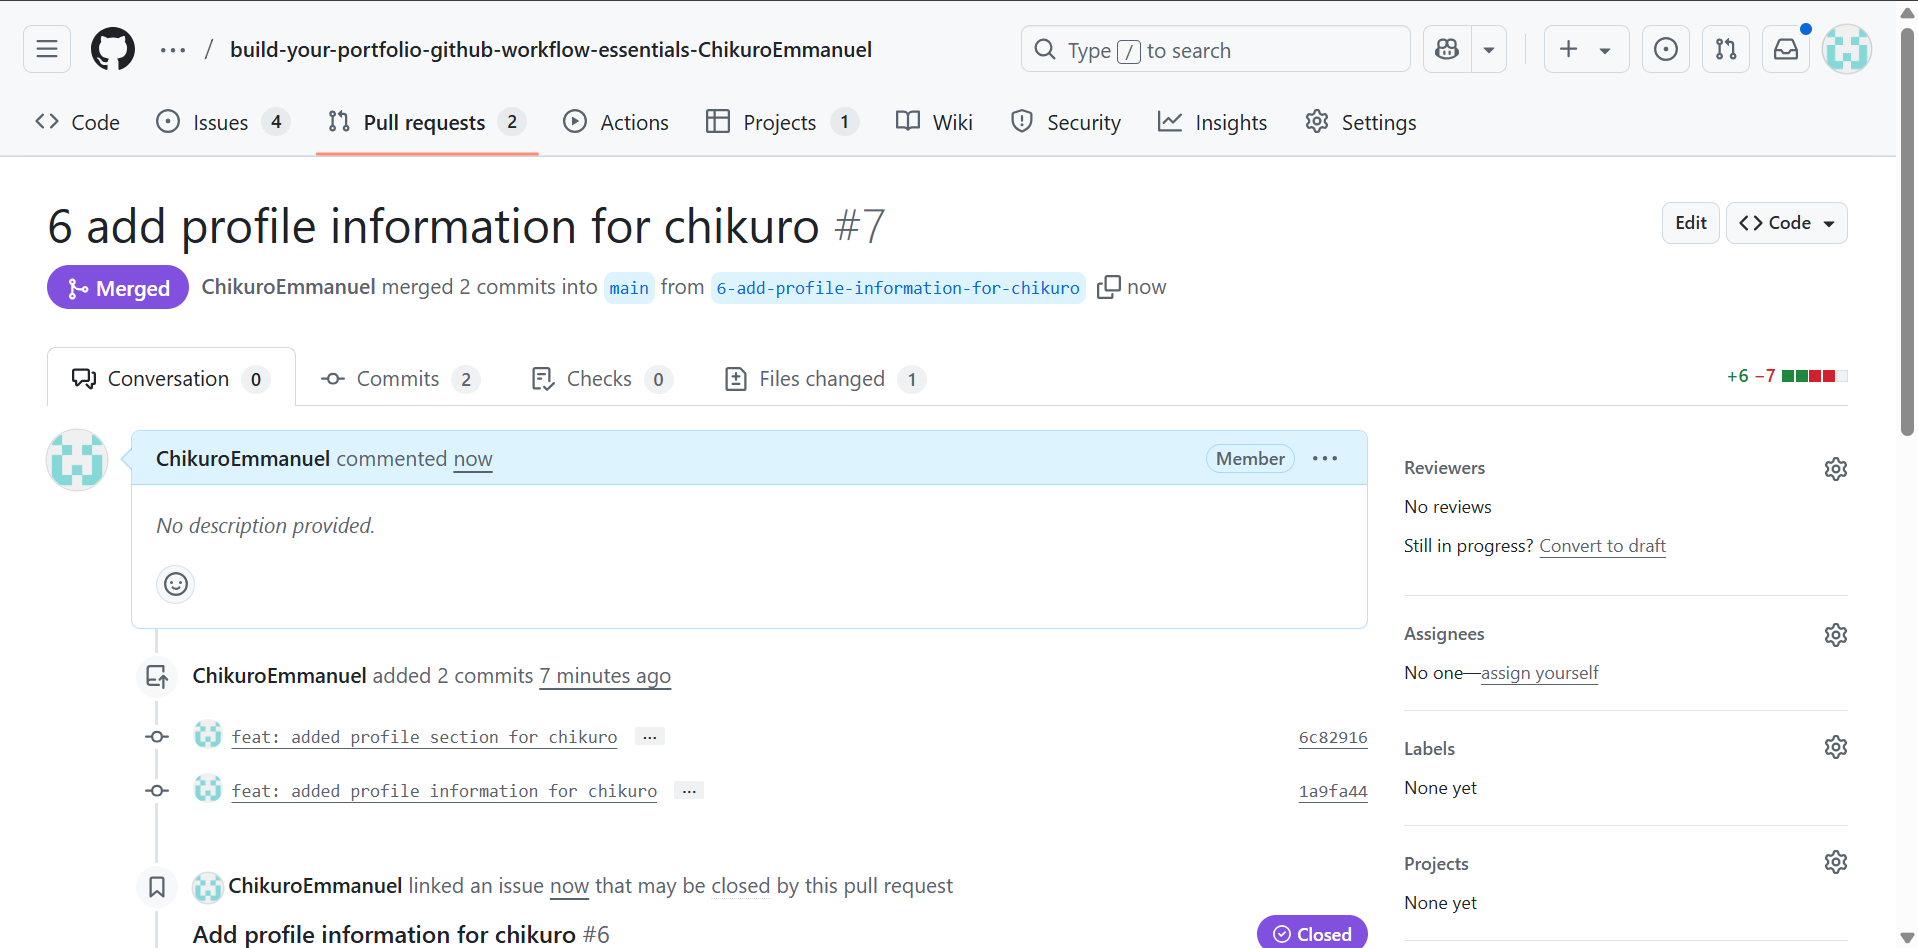 ... / build-your-portfolio-github-workflow-essentials-ChikuroEmmanuel
Type / to search
Code
Issues 4
Pull requests 2
Actions
Projects 1
Wiki
Security
Insights
Settings
6 add profile information for chikuro #7
Edit
<> Code
Merged
ChikuroEmmanuel merged 2 commits into main from 6-add-profile-information-for-chikuro now
Conversation 0
Commits 2
Checks 0
Files changed 1
+6 −7
ChikuroEmmanuel commented now
Member
No description provided.
ChikuroEmmanuel added 2 commits 7 minutes ago
feat: added profile section for chikuro ...
6c82916
feat: added profile information for chikuro ...
1a9fa44
ChikuroEmmanuel linked an issue now that may be closed by this pull request
Add profile information for chikuro #6
Closed
Reviewers
No reviews
Still in progress? Convert to draft
Assignees
No one—assign yourself
Labels
None yet
Projects
None yet